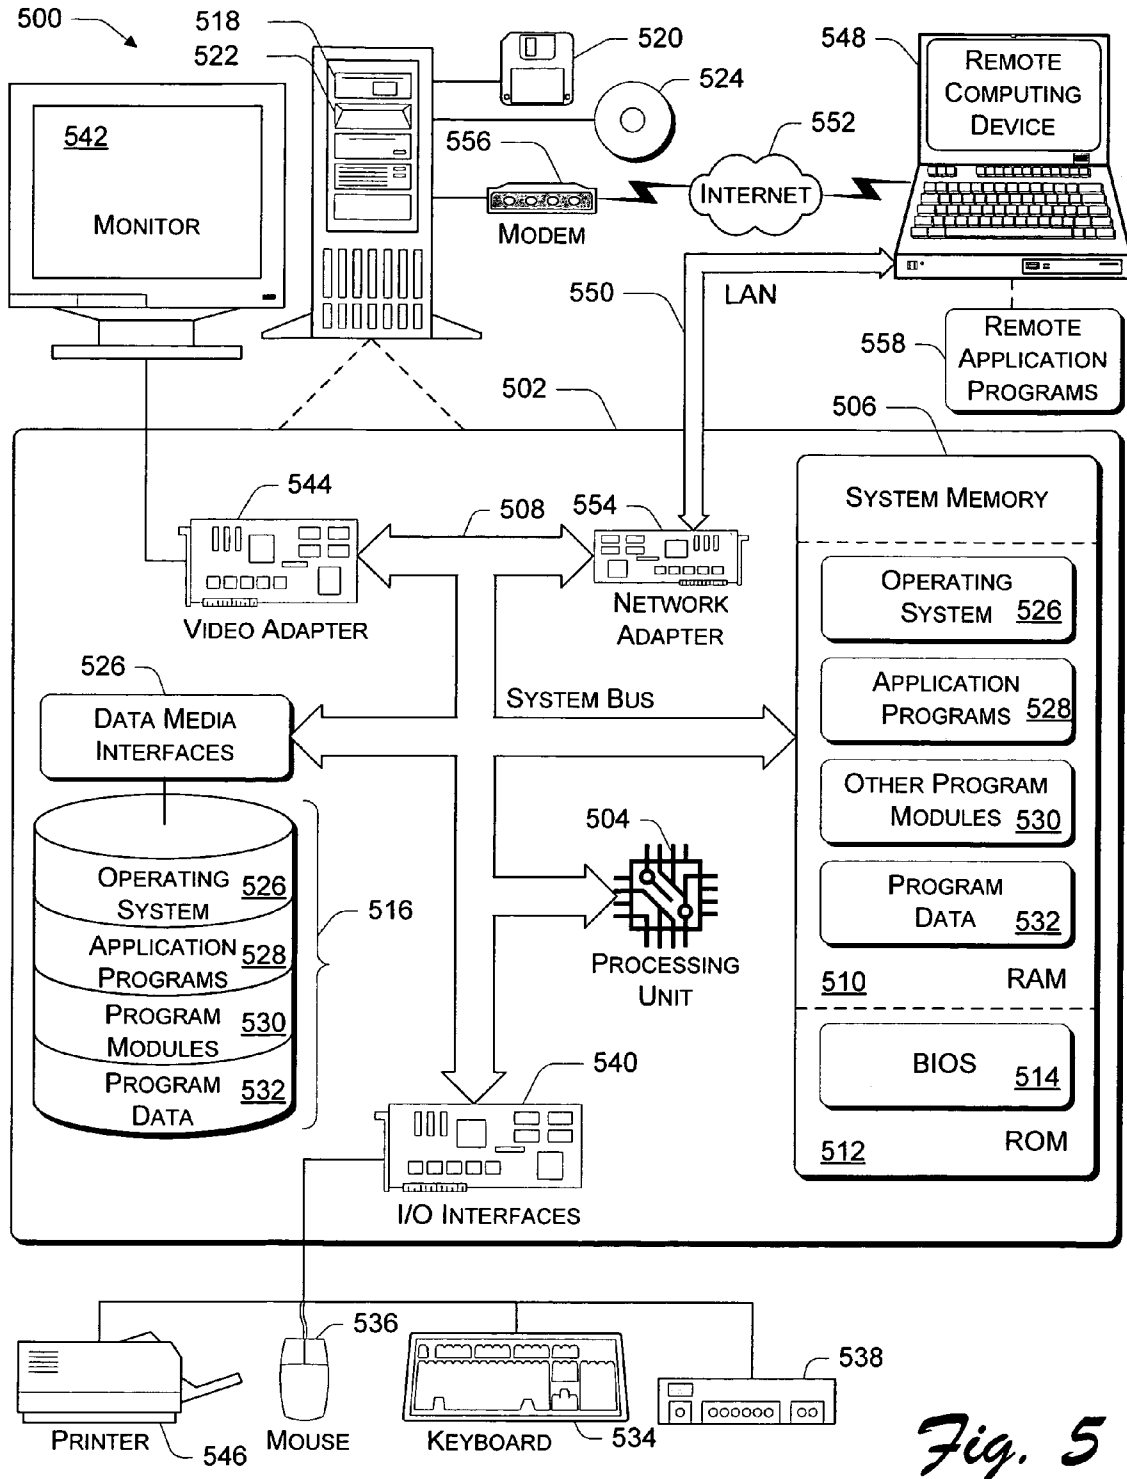 500
518
522
520
524
548
REMOTE
COMPUTING
DEVICE
542
MONITOR
556
MODEM
552
INTERNET
550
LAN
558
REMOTE
APPLICATION
PROGRAMS
502
506
544
508
554
SYSTEM MEMORY
VIDEO ADAPTER
NETWORK
ADAPTER
OPERATING
SYSTEM 526
526
DATA MEDIA
INTERFACES
SYSTEM BUS
APPLICATION
PROGRAMS 528
OTHER PROGRAM
MODULES 530
504
PROCESSING
UNIT
PROGRAM
DATA 532
510 RAM
OPERATING
SYSTEM 526
APPLICATION
PROGRAMS 528
PROGRAM
MODULES 530
PROGRAM
DATA 532
516
BIOS 514
512 ROM
540
I/O INTERFACES
PRINTER 546
536
MOUSE
KEYBOARD 534
538
Fig. 5